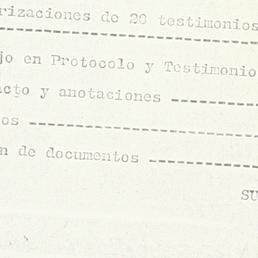 rizaciones de 20 testimonios
jo en Protocolo y Testimonio
cto y anotaciones ----------
os --------------------
n de documentos -----------
SU